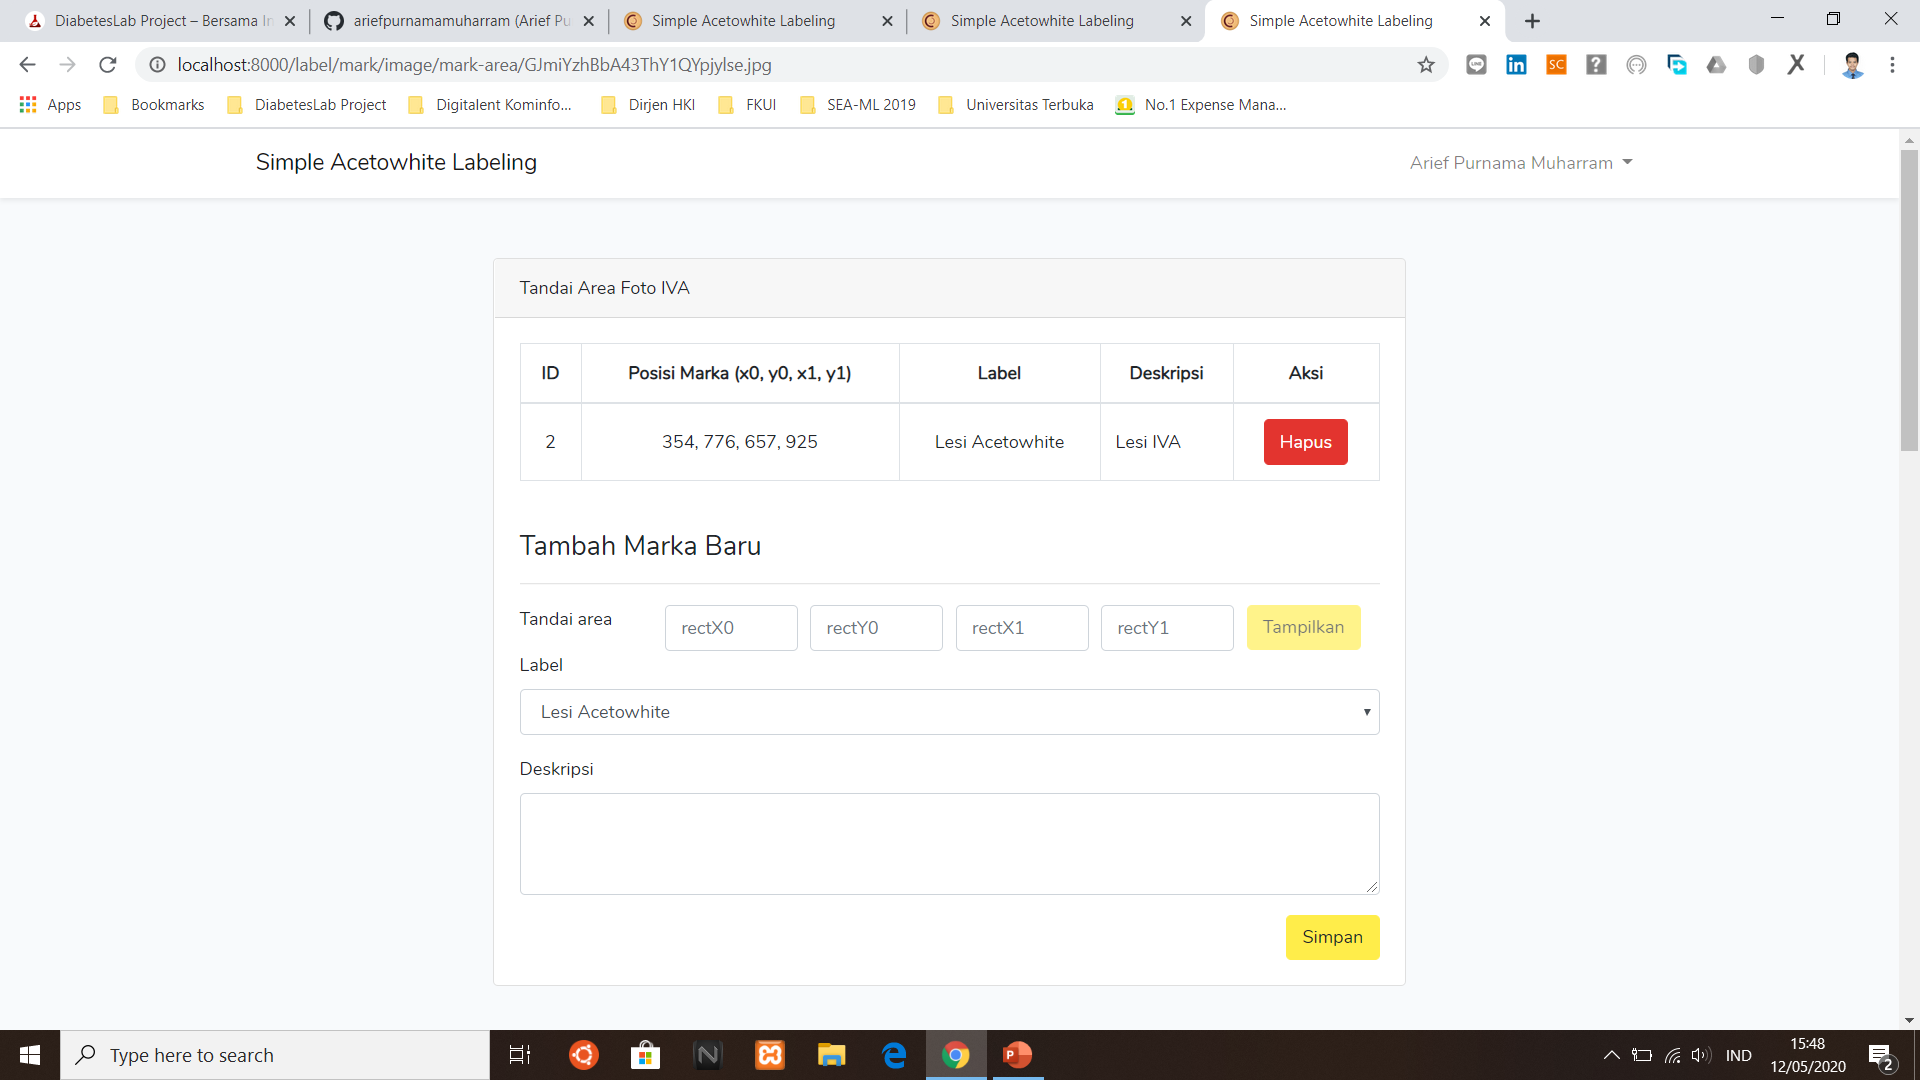 DiabetesLab Project – Bersama In
ariefpurnamamuharram (Arief Pu
Simple Acetowhite Labeling
Simple Acetowhite Labeling
Simple Acetowhite Labeling
localhost:8000/label/mark/image/mark-area/GJmiYzhBbA43ThY1QYpjylse.jpg
SC
Apps
Bookmarks
DiabetesLab Project
Digitalent Kominfo...
Dirjen HKI
FKUI
SEA-ML 2019
Universitas Terbuka
No.1 Expense Mana...
Simple Acetowhite Labeling
Arief Purnama Muharram
Tandai Area Foto IVA
ID Posisi Marka (x0, y0, x1, y1) Label Deskripsi Aksi
2 354, 776, 657, 925 Lesi Acetowhite Lesi IVA Hapus
Tambah Marka Baru
Tandai area rectX0 rectY0 rectX1 rectY1 Tampilkan
Label
Lesi Acetowhite
Deskripsi
Simpan
Type here to search
IND
15:48
12/05/2020
2